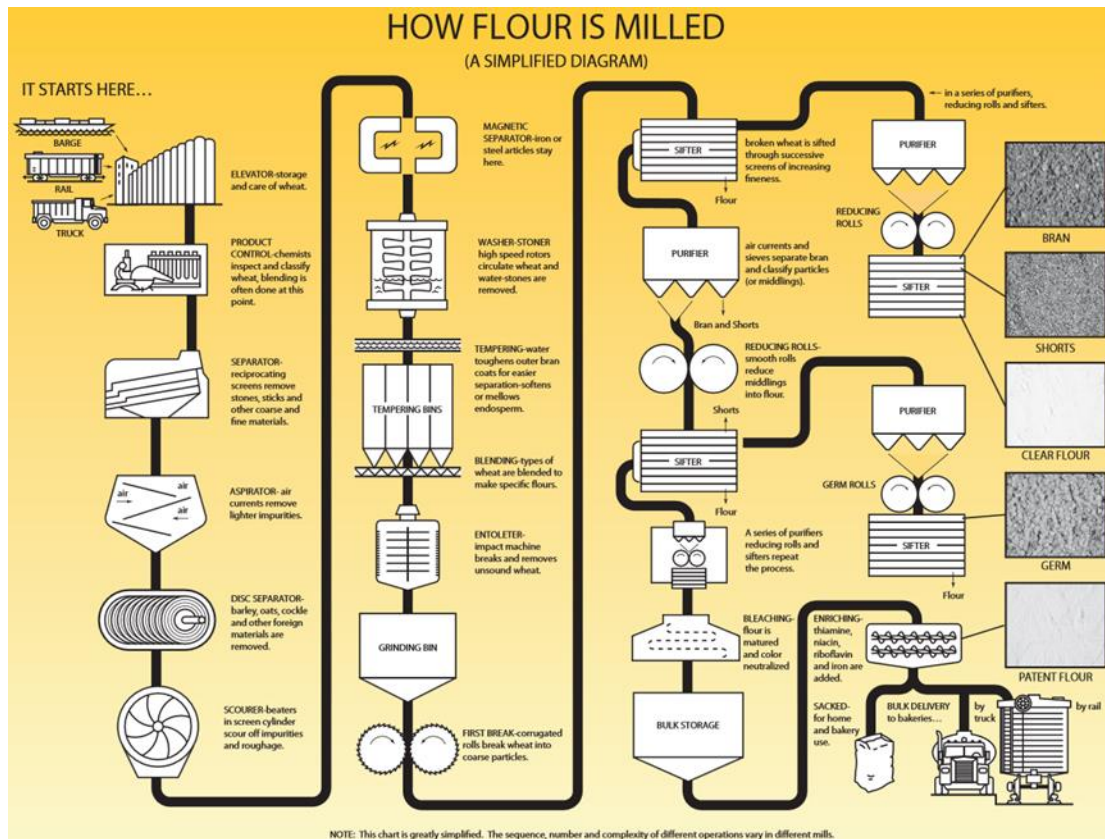 HOW FLOUR IS MILLED
(A SIMPLIFIED DIAGRAM)
IT STARTS HERE…
BARGE
RAIL
TRUCK
ELEVATOR-storage
and care of wheat.
PRODUCT
CONTROL-chemists
inspect and classify
wheat, blending is
often done at this
point.
SEPARATOR-
reciprocating
screens remove
stones, sticks and
other coarse and
fine materials.
air
air
air
ASPIRATOR- air
currents remove
lighter impurities.
DISC SEPARATOR-
barley, oats, cockle
and other foreign
materials are
removed.
SCOURER-beaters
in screen cylinder
scour off impurities
and roughage.
MAGNETIC
SEPARATOR-iron or
steel articles stay
here.
WASHER-STONER
high speed rotors
circulate wheat and
water-stones are
removed.
TEMPERING-water
toughens outer bran
coats for easier
separation-softens
or mellows
endosperm.
TEMPERING BINS
BLENDING-types of
wheat are blended to
make specific flours.
ENTOLETER-
impact machine
breaks and removes
unsound wheat.
GRINDING BIN
FIRST BREAK-corrugated
rolls break wheat into
coarse particles.
SIFTER
broken wheat is sifted
through successive
screens of increasing
fineness.
Flour
PURIFIER
air currents and
sieves separate bran
and classify particles
(or middlings).
Bran and Shorts
REDUCING ROLLS-
smooth rolls
reduce
middlings
into flour.
Shorts
SIFTER
Flour
A series of purifiers
reducing rolls and
sifters repeat
the process.
BLEACHING-
flour is
matured
and color
neutralized
BULK STORAGE
in a series of purifiers,
reducing rolls and sifters.
PURIFIER
REDUCING
ROLLS
SIFTER
PURIFIER
GERM ROLLS
SIFTER
Flour
ENRICHING-
thiamine,
niacin,
riboflavin
and iron are
added.
SACKED-
for home
and bakery
use.
BULK DELIVERY
to bakeries…
by
truck
by rail
BRAN
SHORTS
CLEAR FLOUR
GERM
PATENT FLOUR
NOTE: This chart is greatly simplified. The sequence, number and complexity of different operations vary in different mills.